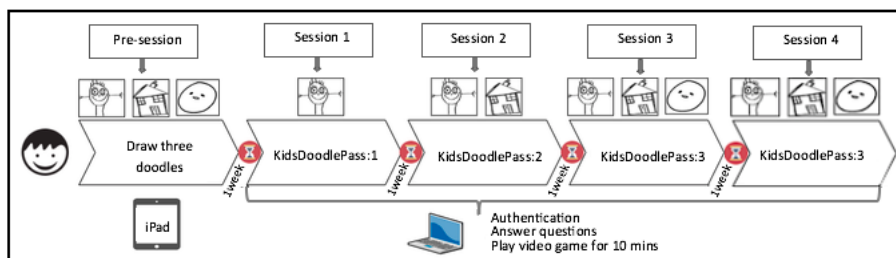 Pre-session
Session 1
Session 2
Session 3
Session 4
Draw three
doodles
1week
KidsDoodlePass:1
1week
KidsDoodlePass:2
1week
KidsDoodlePass:3
1week
KidsDoodlePass:3
iPad
Authentication
Answer questions
Play video game for 10 mins